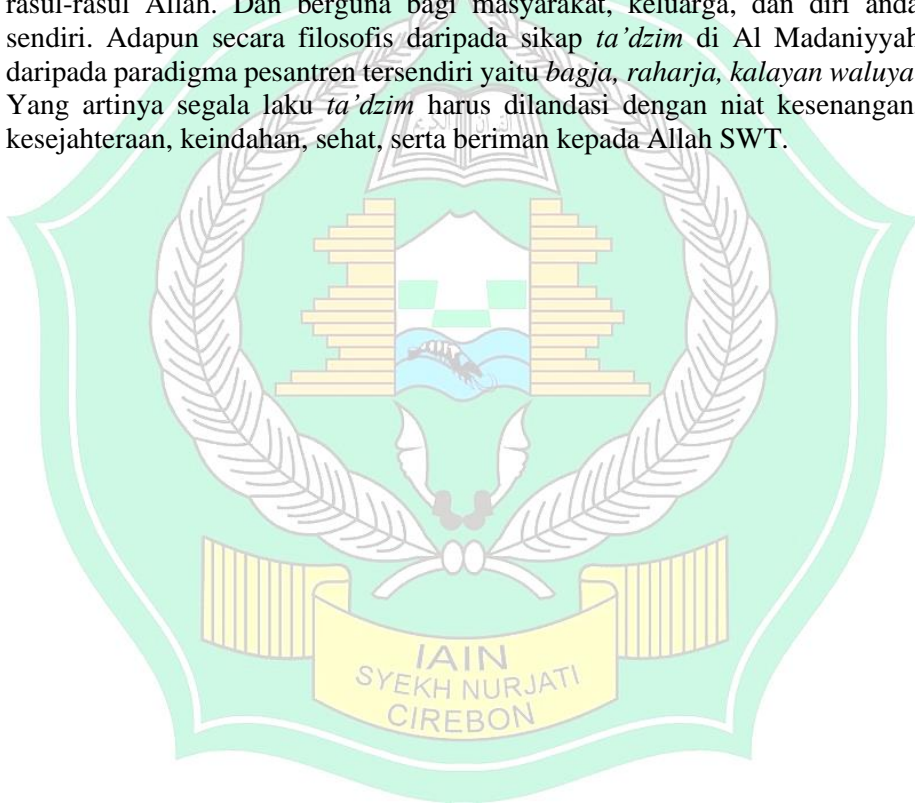 rasul-rasul Allah. Dan berguna bagi masyarakat, keluarga, dan diri anda
sendiri. Adapun secara filosofis daripada sikap ta’dzim di Al Madaniyyah
daripada paradigma pesantren tersendiri yaitu bagja, raharja, kalayan waluya
Yang artinya segala laku ta’dzim harus dilandasi dengan niat kesenangan
kesejahteraan, keindahan, sehat, serta beriman kepada Allah SWT.
IAIN
SYEKH NURJATI
CIREBON